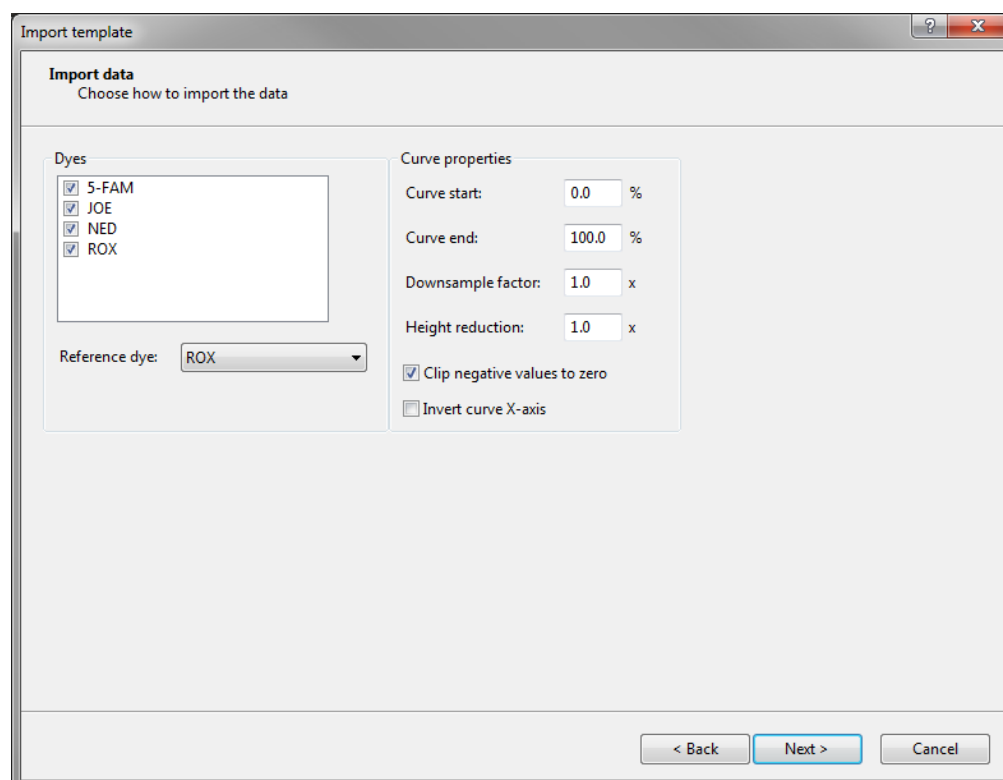 Import template
Import data
Choose how to import the data
Dyes
5-FAM
JOE
NED
ROX
Reference dye: ROX
Curve properties
Curve start: 0.0 %
Curve end: 100.0 %
Downsample factor: 1.0 x
Height reduction: 1.0 x
Clip negative values to zero
Invert curve X-axis
< Back Next > Cancel